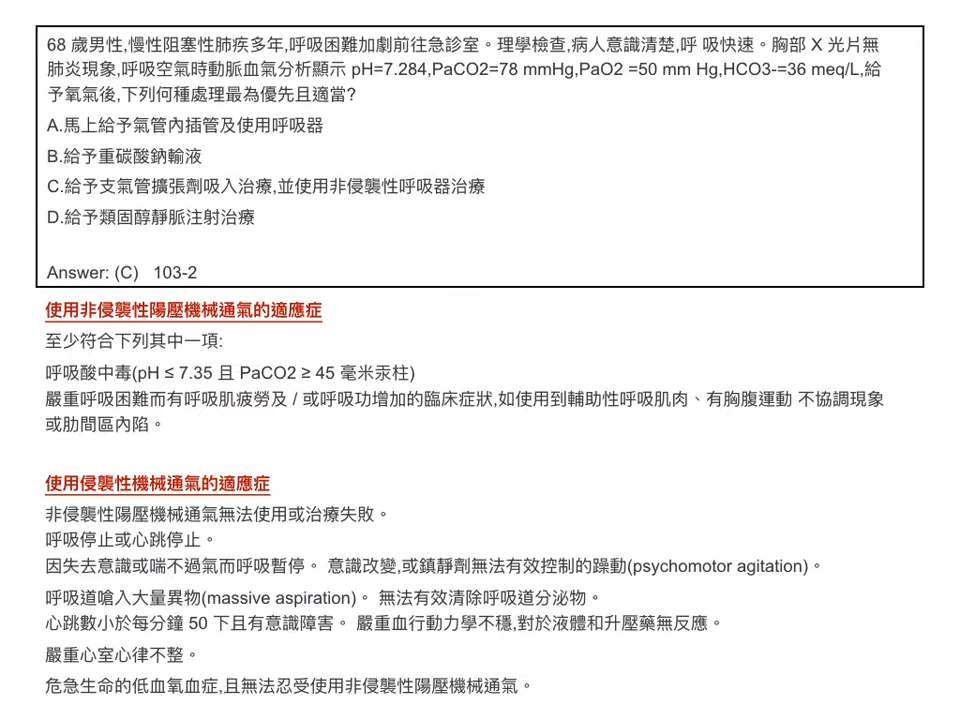 68 歲男性,慢性阻塞性肺疾多年,呼吸困難加劇前往急診室。理學檢查,病人意識清楚,呼 吸快速。胸部 X 光片無
肺炎現象,呼吸空氣時動脈血氣分析顯示 pH=7.284,PaCO2=78 mmHg,PaO2 =50 mm Hg,HCO3-=36 meq/L,給
予氧氣後,下列何種處理最為優先且適當?
A.馬上給予氣管內插管及使用呼吸器
B.給予重碳酸鈉輸液
C.給予支氣管擴張劑吸入治療,並使用非侵襲性呼吸器治療
D.給予類固醇靜脈注射治療
Answer: (C) 103-2
使用非侵襲性陽壓機械通氣的適應症
至少符合下列其中一項:
呼吸酸中毒(pH ≤ 7.35 且 PaCO2 ≥ 45 毫米汞柱)
嚴重呼吸困難而有呼吸肌疲勞及 / 或呼吸功增加的臨床症狀,如使用到輔助性呼吸肌肉、有胸腹運動 不協調現象
或肋間區內陷。
使用侵襲性機械通氣的適應症
非侵襲性陽壓機械通氣無法使用或治療失敗。
呼吸停止或心跳停止。
因失去意識或喘不過氣而呼吸暫停。 意識改變,或鎮靜劑無法有效控制的躁動(psychomotor agitation)。
呼吸道嗆入大量異物(massive aspiration)。 無法有效清除呼吸道分泌物。
心跳數小於每分鐘 50 下且有意識障害。 嚴重血行動力學不穩,對於液體和升壓藥無反應。
嚴重心室心律不整。
危急生命的低血氧血症,且無法忍受使用非侵襲性陽壓機械通氣。